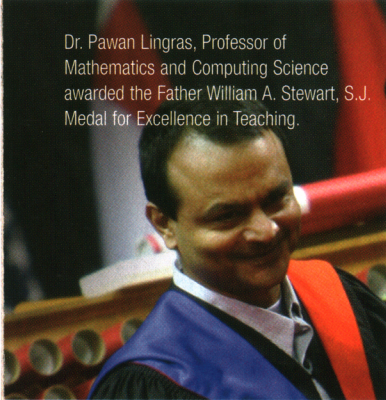 Dr. Pawan Lingras, Professor of
Mathematics and Computing Science
awarded the Father William A. Stewart, S.J.
Medal for Excellence in Teaching.